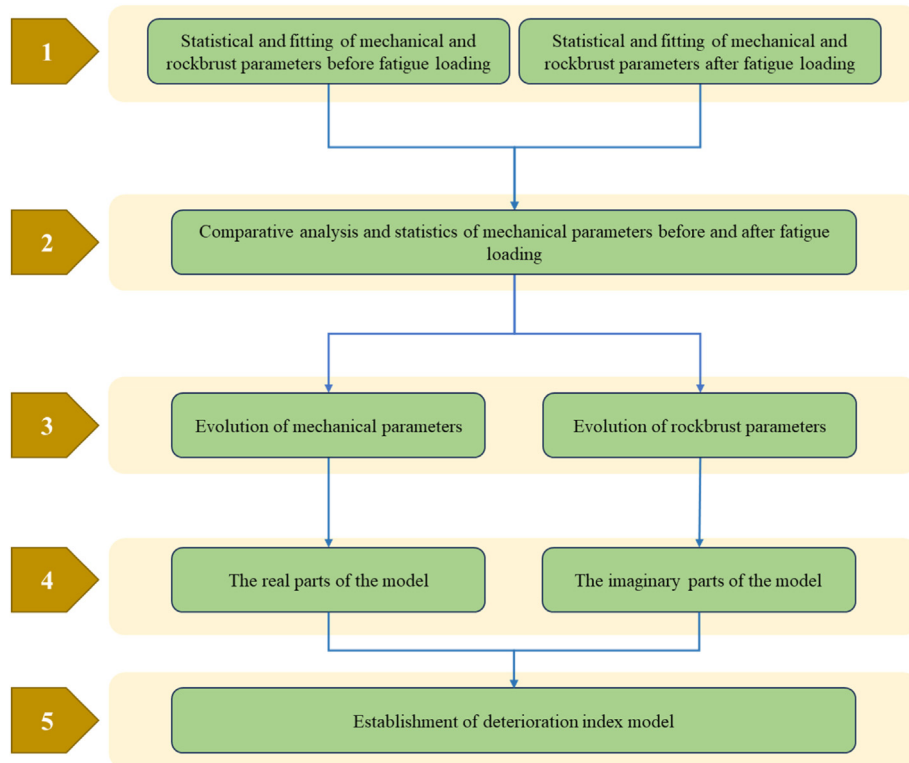 1
Statistical and fitting of mechanical and
rockbrust parameters before fatigue loading
Statistical and fitting of mechanical and
rockbrust parameters after fatigue loading
2
Comparative analysis and statistics of mechanical parameters before and after fatigue
loading
3
Evolution of mechanical parameters
Evolution of rockbrust parameters
4
The real parts of the model
The imaginary parts of the model
5
Establishment of deterioration index model